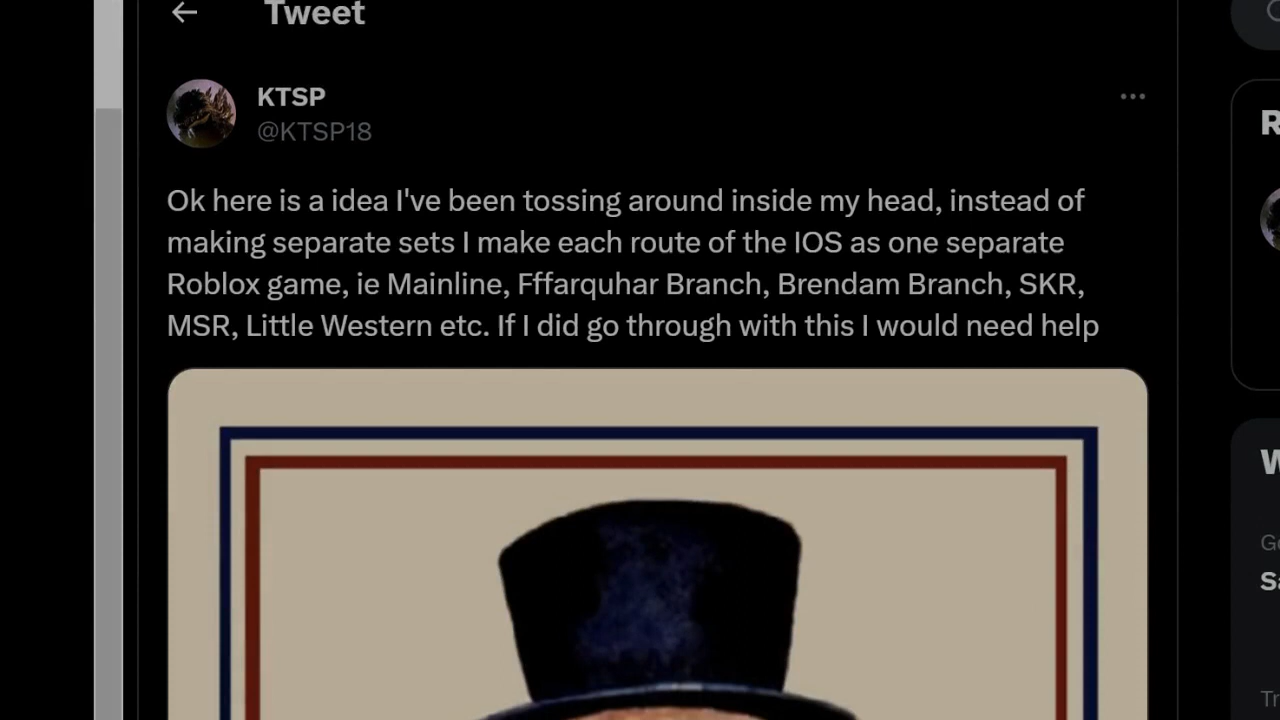 Tweet
KTSP
@KTSP18
Ok here is a idea I've been tossing around inside my head, instead of
making separate sets I make each route of the IOS as one separate
Roblox game, ie Mainline, Fffarquhar Branch, Brendam Branch, SKR,
MSR, Little Western etc. If I did go through with this I would need help